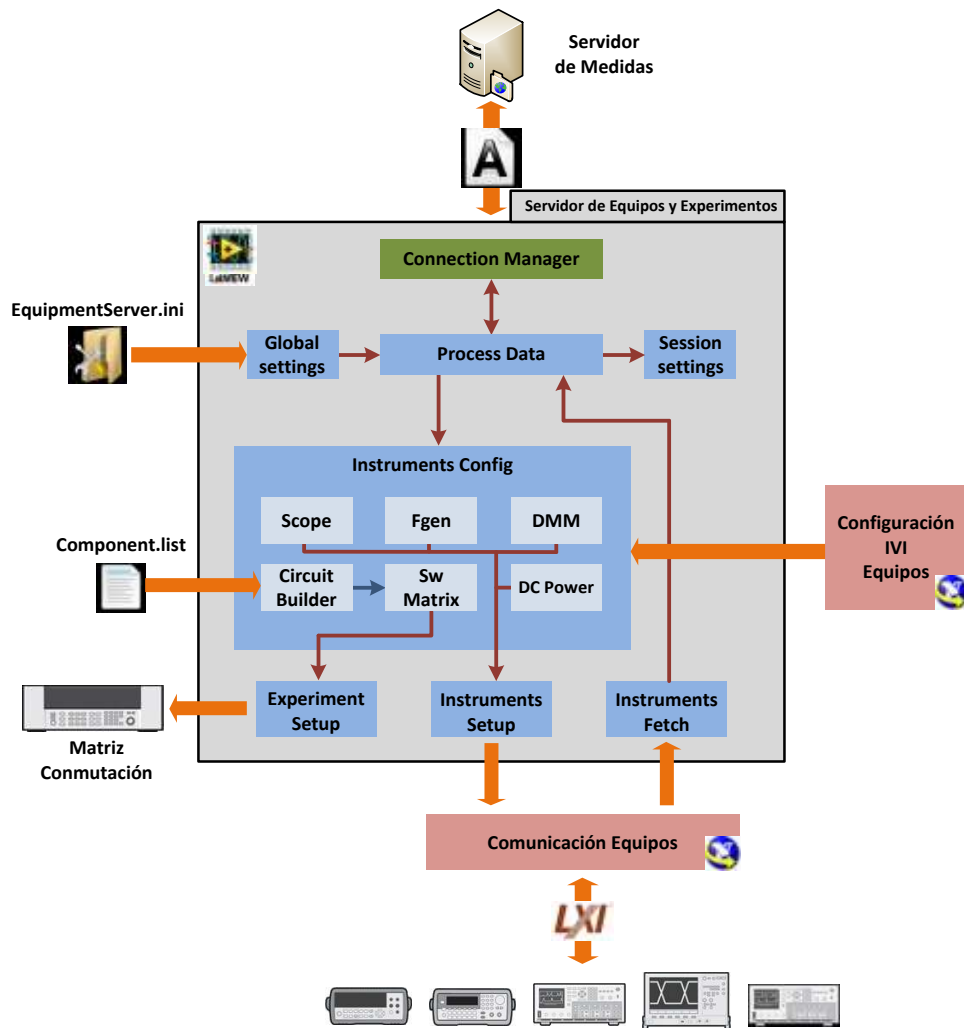 Servidor
de Medidas
A
Servidor de Equipos y Experimentos
LabVIEW
Connection Manager
EquipmentServer.ini
Global
settings
Process Data
Session
settings
Instruments Config
Scope
Fgen
DMM
Configuración
IVI
Equipos
Component.list
Circuit
Builder
Sw
Matrix
DC Power
Experiment
Setup
Instruments
Setup
Instruments
Fetch
Matriz
Conmutación
Comunicación Equipos
LXI